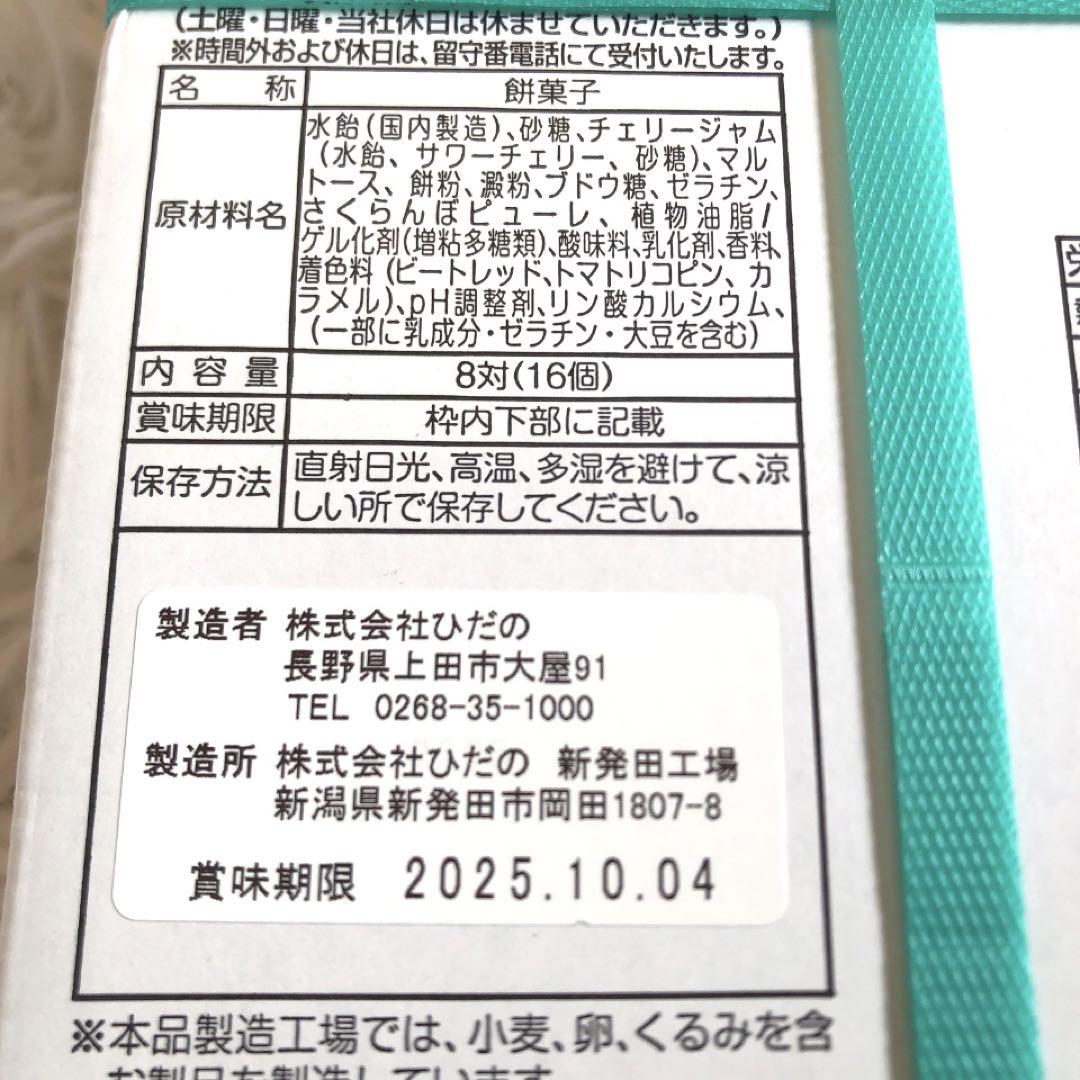 (土曜・日曜・当社休日は休ませていただきます。)
※時間外および休日は、留守番電話にて受付いたします。
名称 餅菓子
原材料名 水飴(国内製造)、砂糖、チェリージャム
(水飴、サワーチェリー、砂糖)、マル
トース、餅粉、澱粉、ブドウ糖、ゼラチン、
さくらんぼピューレ、植物油脂/
ゲル化剤(増粘多糖類)、酸味料、乳化剤、香料、
着色料(ビートレッド、トマトリコピン、カ
ラメル)、pH調整剤、リン酸カルシウム、
(一部に乳成分・ゼラチン・大豆を含む)
内容量 8対(16個)
賞味期限 枠内下部に記載
保存方法 直射日光、高温、多湿を避けて、涼
しい所で保存してください。
製造者 株式会社ひだの
長野県上田市大屋91
TEL 0268-35-1000
製造所 株式会社ひだの 新発田工場
新潟県新発田市岡田1807-8
賞味期限 2025.10.04
※本品製造工場では、小麦、卵、くるみを含